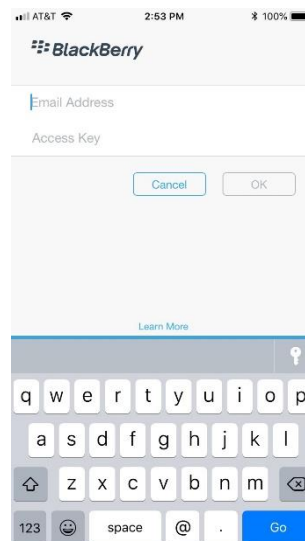 AT&T 2:53 PM 100%
BlackBerry
Email Address
Access Key
Cancel OK
Learn More
q w e r t y u i o p
a s d f g h j k l
z x c v b n m
123 space @ . Go